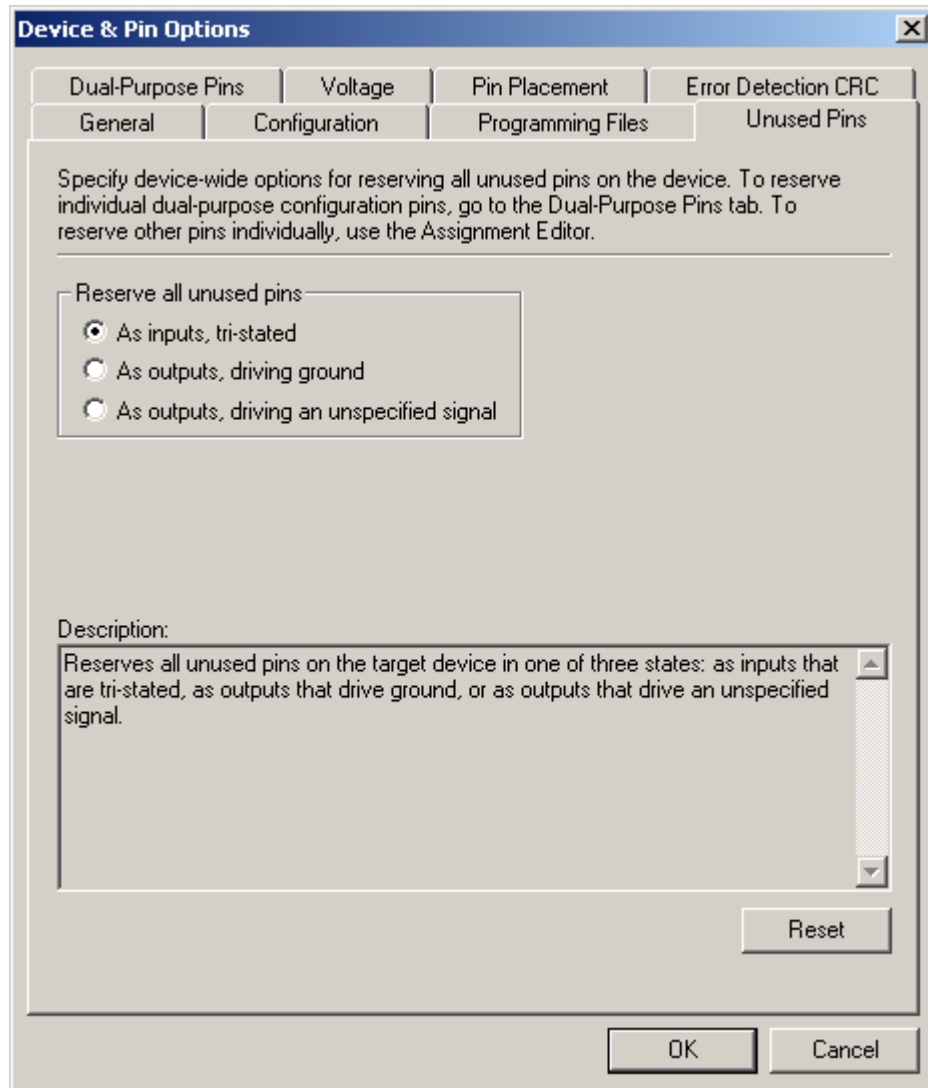 Device & Pin Options
Dual-Purpose Pins
Voltage
Pin Placement
Error Detection CRC
General
Configuration
Programming Files
Unused Pins
Specify device-wide options for reserving all unused pins on the device. To reserve
individual dual-purpose configuration pins, go to the Dual-Purpose Pins tab. To
reserve other pins individually, use the Assignment Editor.
Reserve all unused pins
As inputs, tri-stated
As outputs, driving ground
As outputs, driving an unspecified signal
Description:
Reserves all unused pins on the target device in one of three states: as inputs that
are tri-stated, as outputs that drive ground, or as outputs that drive an unspecified
signal.
Reset
OK
Cancel